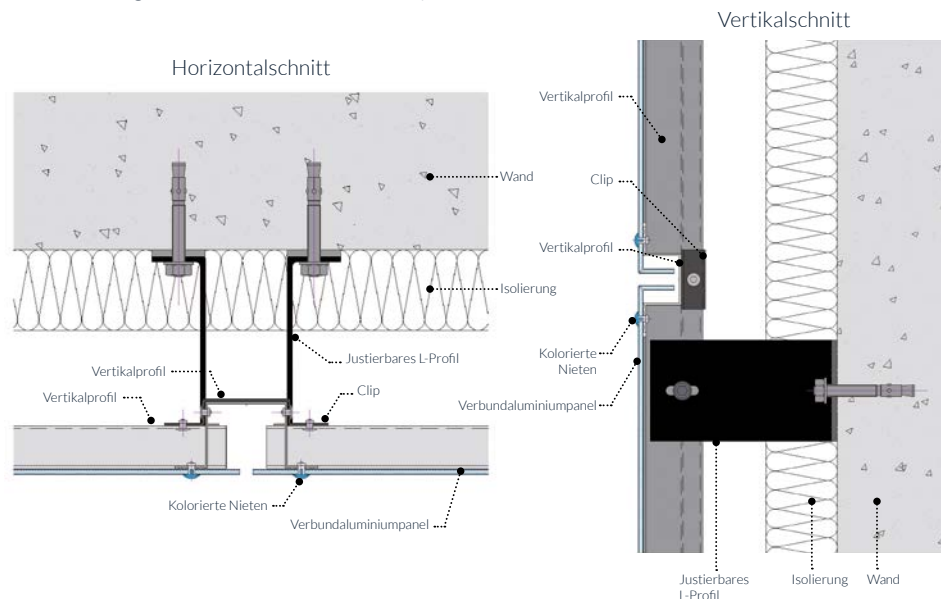 Horizontalschnitt
Wand
Isolierung
Justierbares L-Profil
Vertikalprofil
Clip
Vertikalprofil
Kolorierte Nieten
Verbundaluminiumpanel
Vertikalschnitt
Vertikalprofil
Clip
Vertikalprofil
Kolorierte
Nieten
Verbundaluminiumpanel
Justierbares
L-Profil
Isolierung
Wand